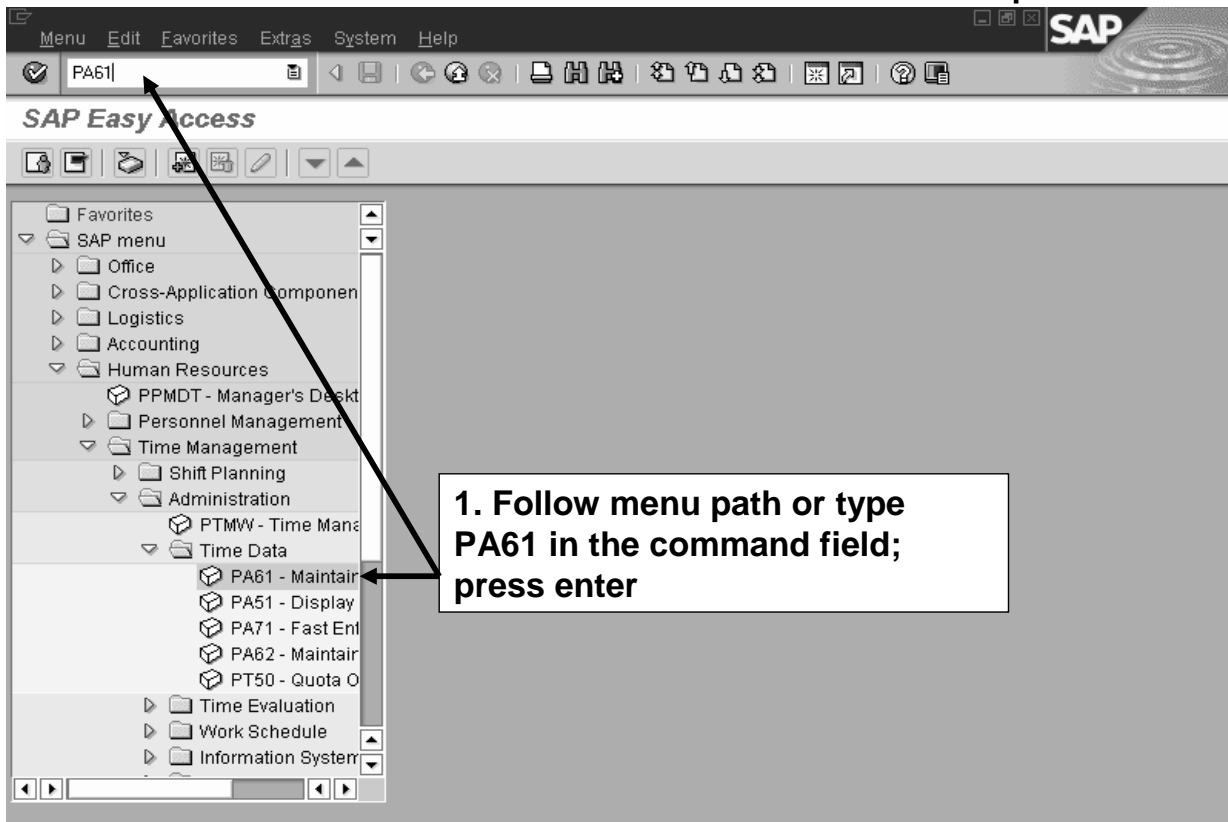 Menu Edit Favorites Extras System Help
SAP
PA61
SAP Easy Access
Favorites
SAP menu
Office
Cross-Application Componen
Logistics
Accounting
Human Resources
PPMDT - Manager's Deskt
Personnel Management
Time Management
Shift Planning
Administration
PTMW - Time Mana
Time Data
PA61 - Maintain
PA51 - Display
PA71 - Fast Ent
PA62 - Maintain
PT50 - Quota O
Time Evaluation
Work Schedule
Information System
1. Follow menu path or type
PA61 in the command field;
press enter